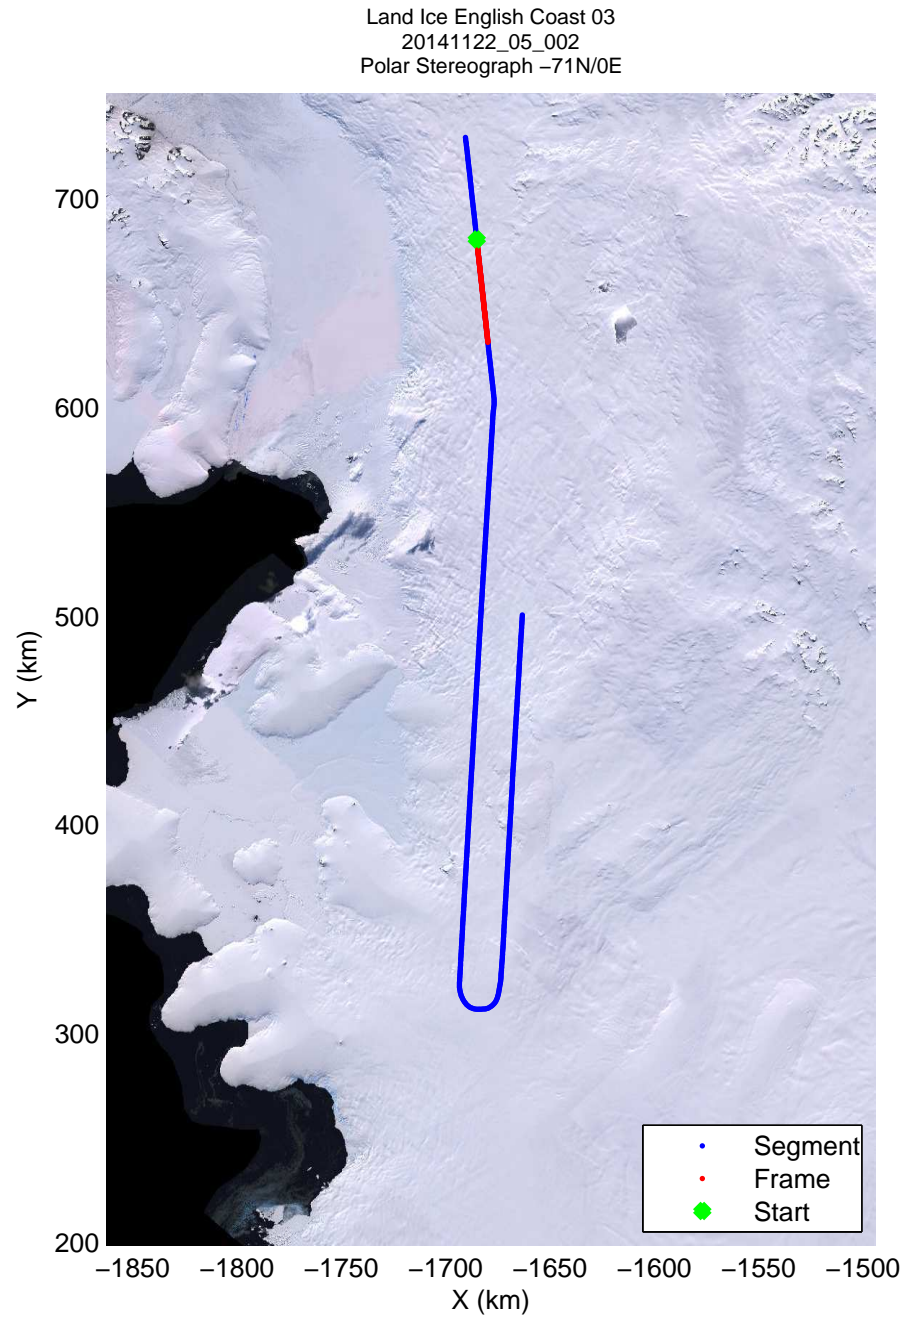 Land Ice English Coast 03
20141122_05_002
Polar Stereograph −71N/0E
700
600
500
400
300
200
Y (km)
−1850 −1800 −1750 −1700 −1650 −1600 −1550 −1500
X (km)
Segment
Frame
Start